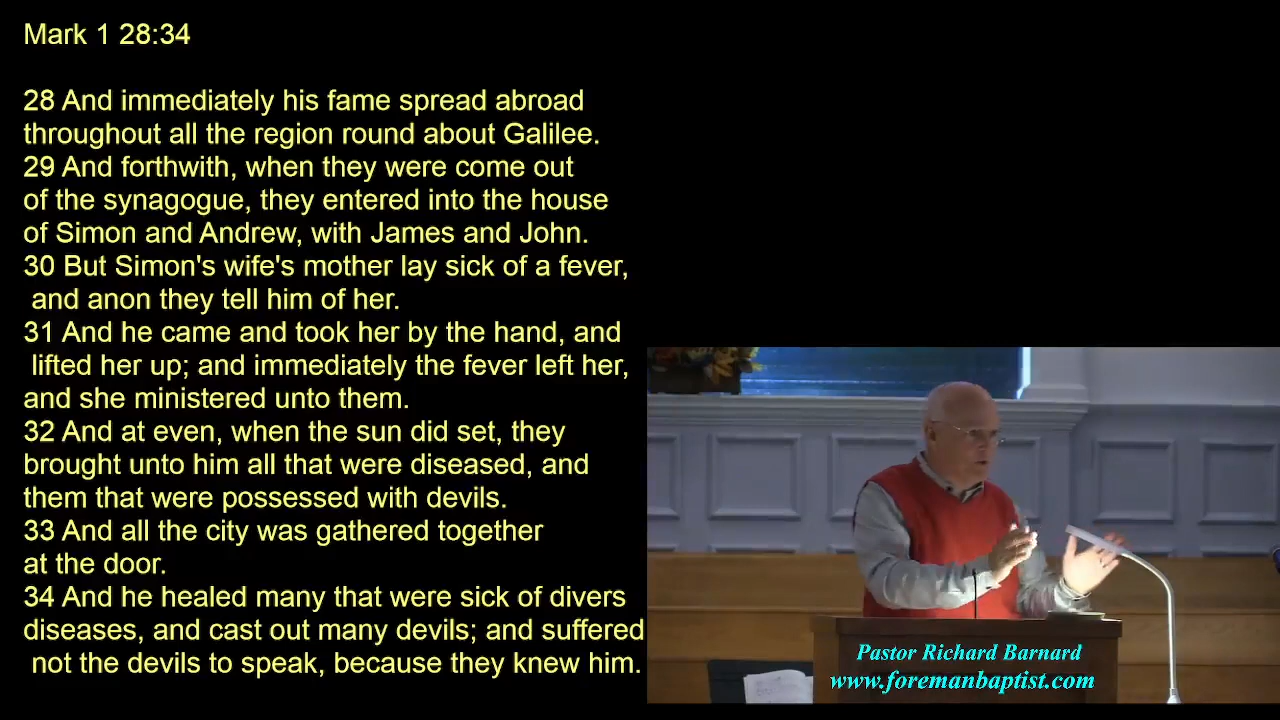 Mark 1 28:34
28 And immediately his fame spread abroad
throughout all the region round about Galilee.
29 And forthwith, when they were come out
of the synagogue, they entered into the house
of Simon and Andrew, with James and John.
30 But Simon's wife's mother lay sick of a fever,
and anon they tell him of her.
31 And he came and took her by the hand, and
lifted her up; and immediately the fever left her,
and she ministered unto them.
32 And at even, when the sun did set, they
brought unto him all that were diseased, and
them that were possessed with devils.
33 And all the city was gathered together
at the door.
34 And he healed many that were sick of divers
diseases, and cast out many devils; and suffered
not the devils to speak, because they knew him.
Pastor Richard Barnard
www.foremanbaptist.com